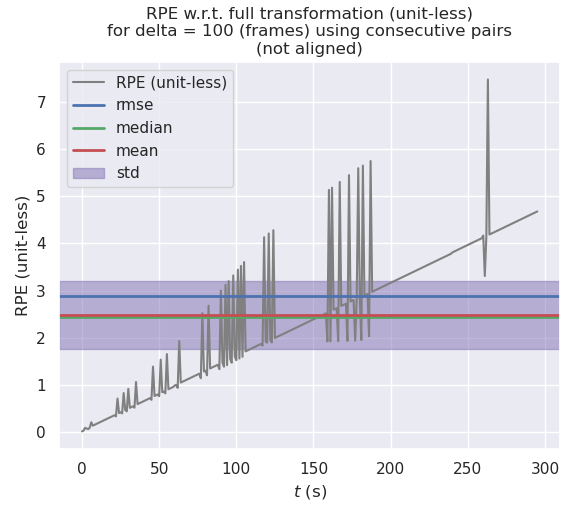 RPE w.r.t. full transformation (unit-less)
for delta = 100 (frames) using consecutive pairs
(not aligned)
RPE (unit-less)
rmse
median
mean
std
RPE (unit-less)
7
6
5
4
3
2
1
0
0 50 100 150 200 250 300
t (s)